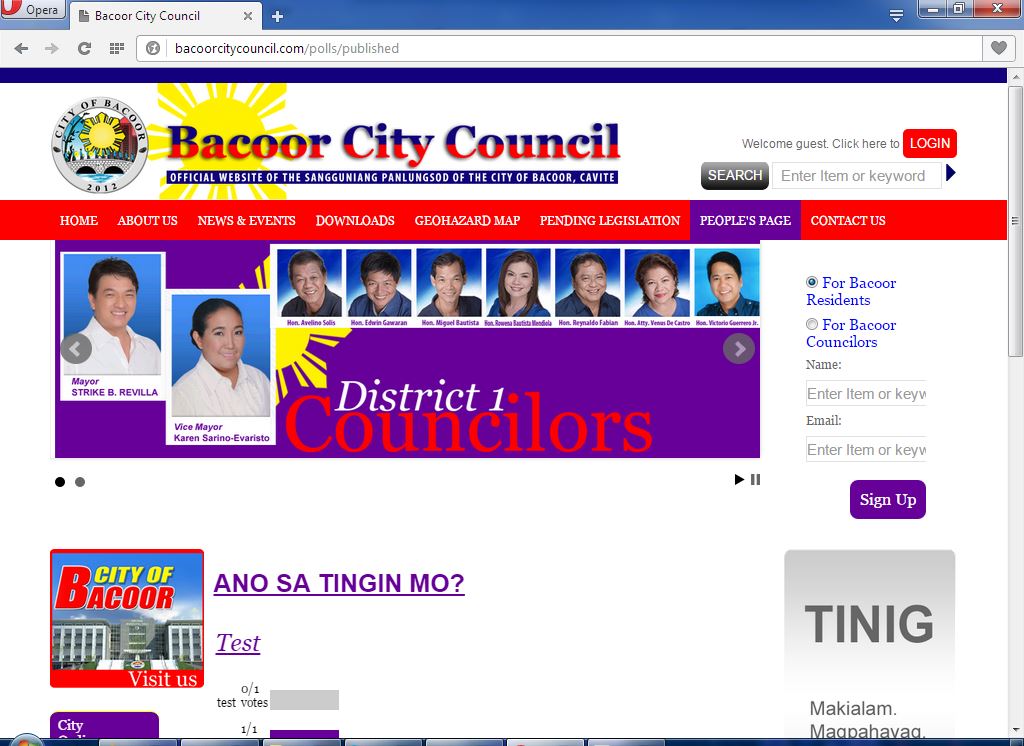 Opera
Bacoor City Council
bacoorcitycouncil.com/polls/published
CITY OF BACOOR
2012
Bacoor City Council
OFFICIAL WEBSITE OF THE SANGGUNIANG PANLUNGSOD OF THE CITY OF BACOOR, CAVITE
Welcome guest. Click here to LOGIN
SEARCH Enter Item or keyword
HOME ABOUT US NEWS & EVENTS DOWNLOADS GEOHAZARD MAP PENDING LEGISLATION PEOPLE'S PAGE CONTACT US
Hon. Avelino Solis Hon. Edwin Gawaran Hon. Miguel Bautista Hon. Rowena Bautista Mendiola Hon. Reynaldo Fabian Hon. Atty. Venus De Castro Hon. Victorio Guerrero Jr.
Mayor
STRIKE B. REVILLA
Vice Mayor
Karen Sarino-Evaristo
District 1
Councilors
For Bacoor
Residents
For Bacoor
Councilors
Name:
Enter Item or keyw
Email:
Enter Item or keyw
Sign Up
CITY OF
BACOOR
Visit us
ANO SA TINGIN MO?
Test
0/1
test votes
1/1
City
TINIG
Makialam.
Magpahayag.